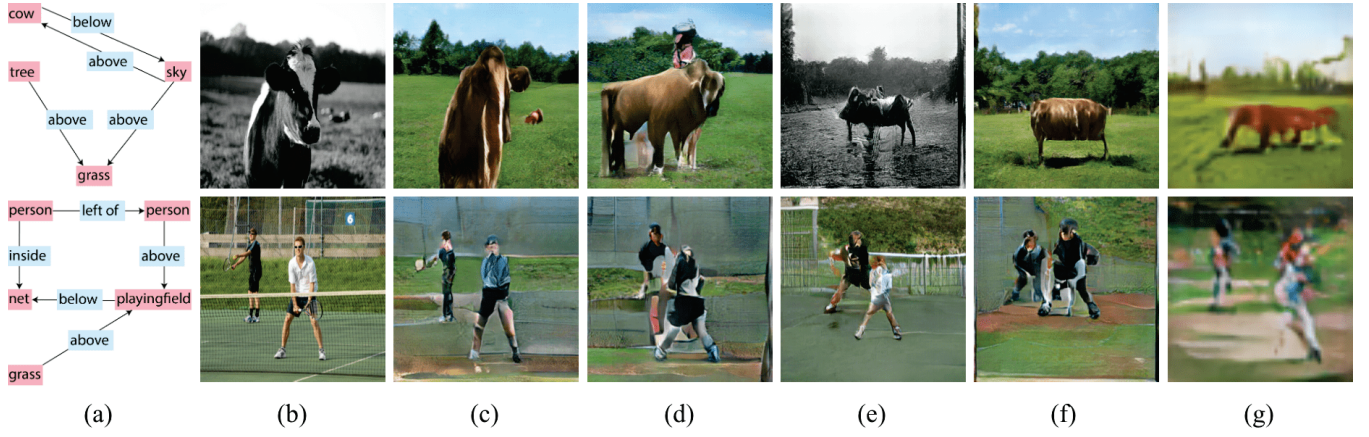 cow
below
above
sky
tree
above
above
grass
person
left of
person
inside
above
net
below
playingfield
above
grass
6
(a)
(b)
(c)
(d)
(e)
(f)
(g)